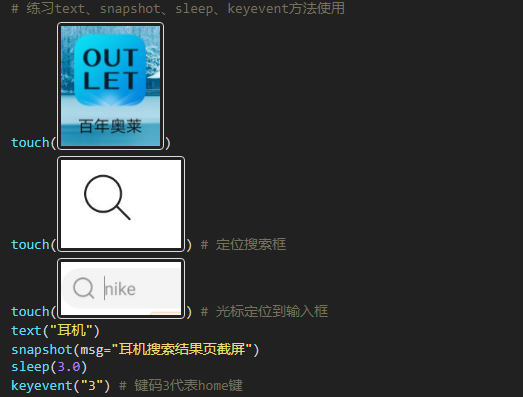 # 练习text、snapshot、sleep、keyevent方法使用
OUT
LET
百年奥莱
touch( )
touch( ) # 定位搜索框
nike
touch( ) # 光标定位到输入框
text("耳机")
snapshot(msg="耳机搜索结果页截屏")
sleep(3.0)
keyevent("3") # 键码3代表home键